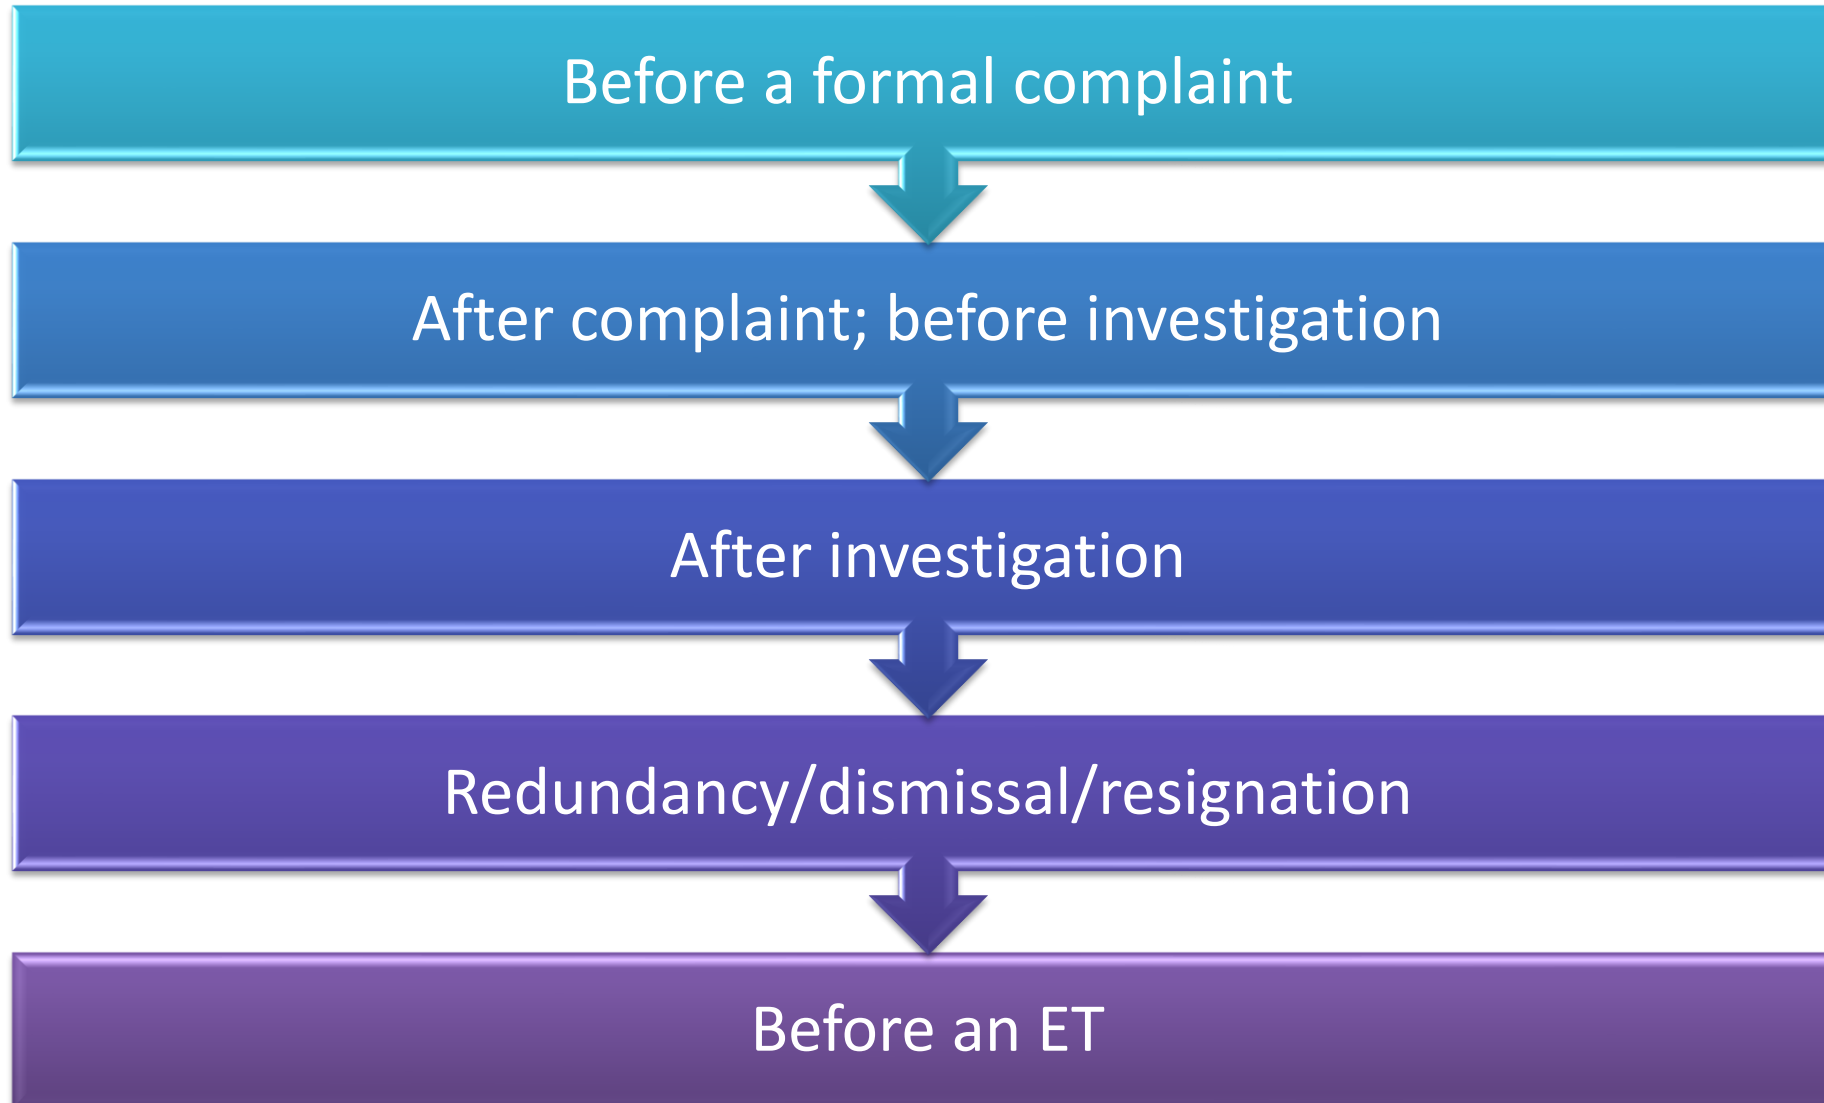 Before a formal complaint
After complaint; before investigation
After investigation
Redundancy/dismissal/resignation
Before an ET